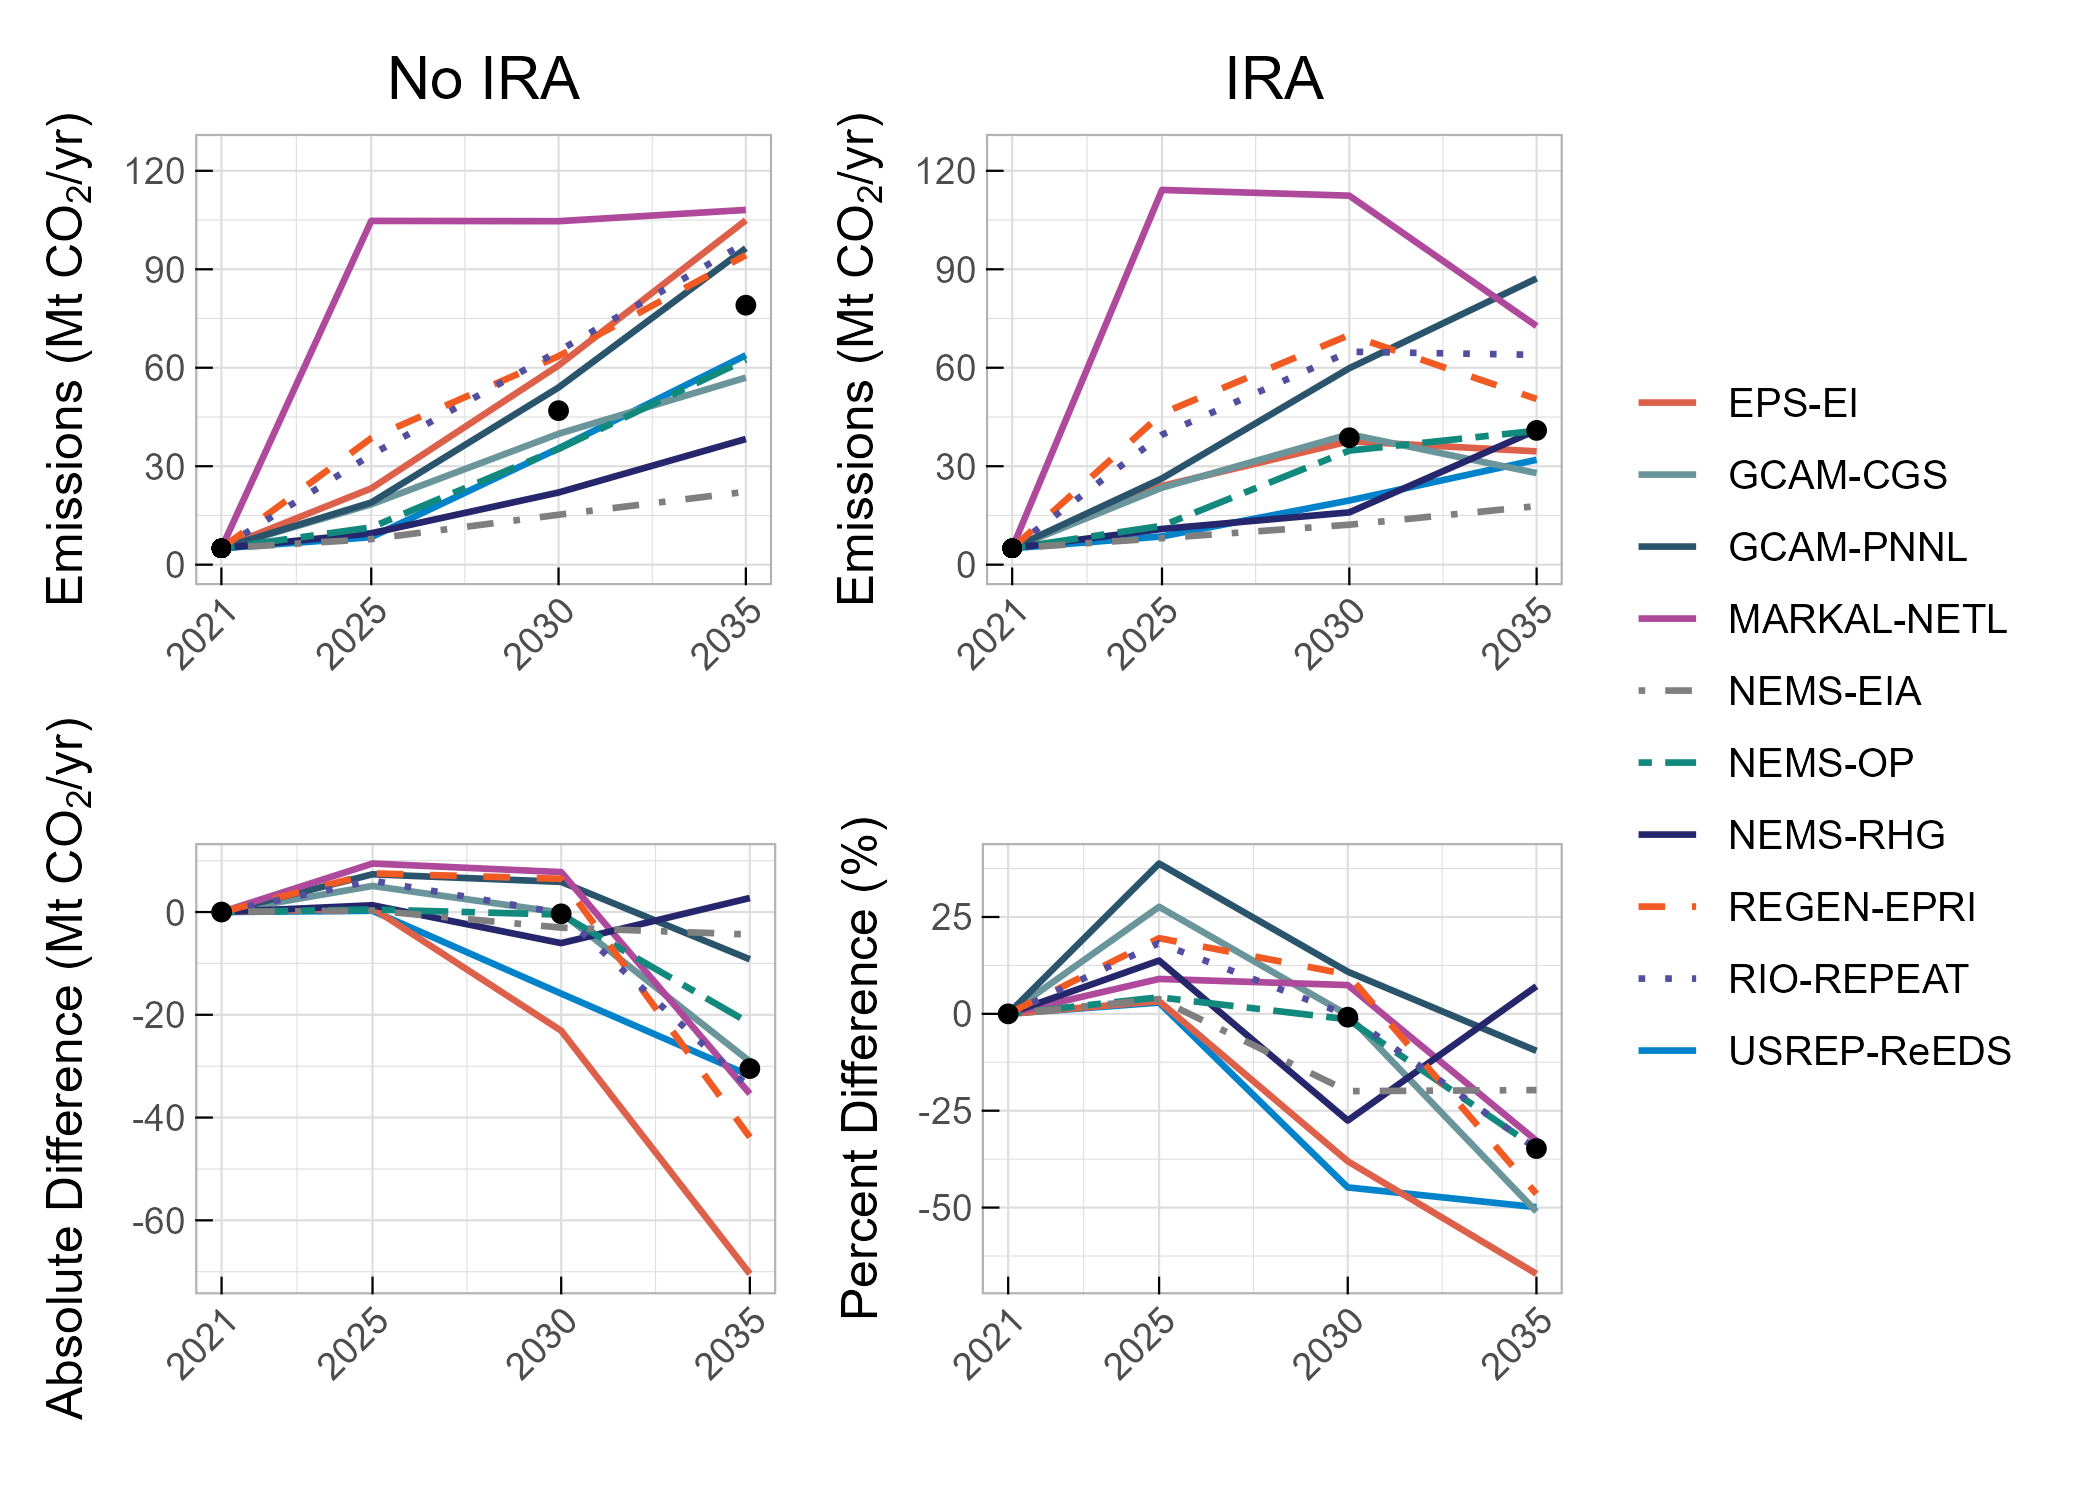 No IRA
IRA
Emissions (Mt CO₂/yr)
120
90
60
30
0
2021
2025
2030
2035
Emissions (Mt CO₂/yr)
120
90
60
30
0
2021
2025
2030
2035
Absolute Difference (Mt CO₂/yr)
0
-20
-40
-60
2021
2025
2030
2035
Percent Difference (%)
25
0
-25
-50
2021
2025
2030
2035
EPS-EI
GCAM-CGS
GCAM-PNNL
MARKAL-NETL
NEMS-EIA
NEMS-OP
NEMS-RHG
REGEN-EPRI
RIO-REPEAT
USREP-ReEDS